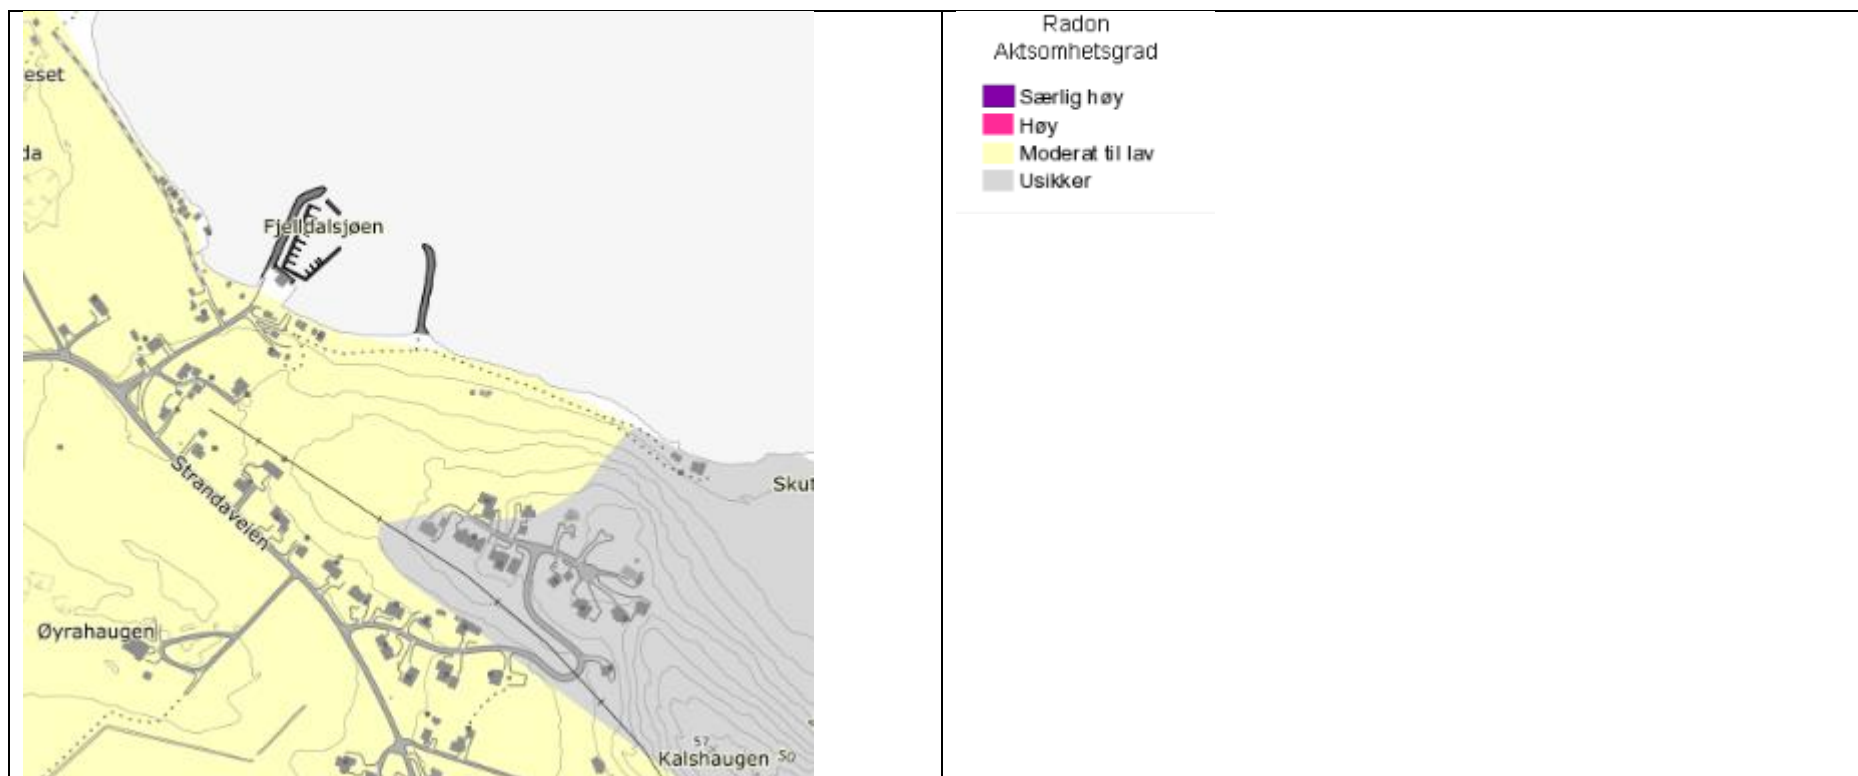 eset
da
Fjelldalsjøen
Strandaveien
Skut
Øyrahaugen
57
Kalshaugen 50
Radon
Aktsomhetsgrad
Særlig høy
Høy
Moderat til lav
Usikker